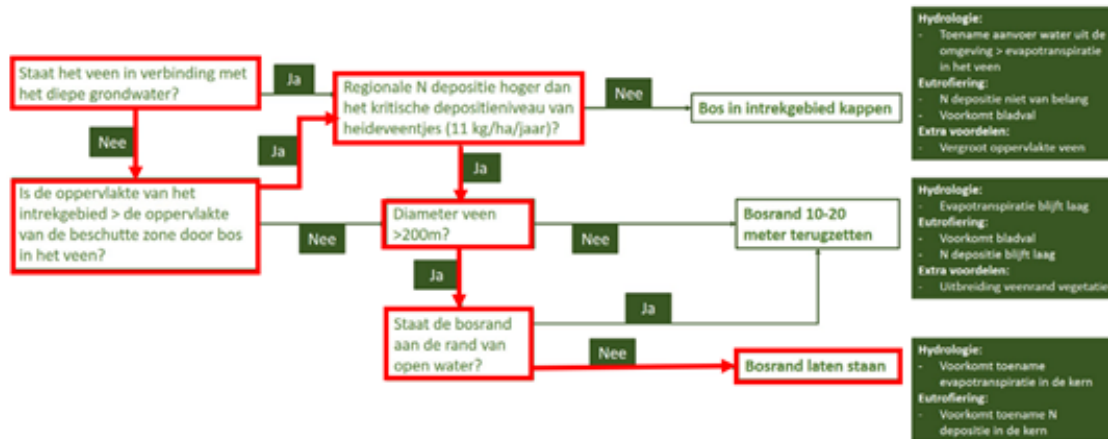 Staat het veen in verbinding met
het diepe grondwater?
Ja
Nee
Is de oppervlakte van het
intrekgebied > de oppervlakte
van de beschutte zone door bos
in het veen?
Ja
Nee
Regionale N depositie hoger dan
het kritische depositieniveau van
heideveentjes (11 kg/ha/jaar)?
Nee
Ja
Bos in intrekgebied kappen
Diameter veen
>200m?
Nee
Ja
Bosrand 10-20
meter terugzetten
Staat de bosrand
aan de rand van
open water?
Ja
Nee
Bosrand laten staan
Hydrologie:
- Toename aanvoer water uit de
omgeving > evapotranspiratie
in het veen
Eutrofiering:
- N depositie niet van belang
- Voorkomt bladval
Extra voordelen:
- Vergroot oppervlakte veen
Hydrologie:
- Evapotranspiratie blijft laag
Eutrofiering:
- Voorkomt bladval
- N depositie blijft laag
Extra voordelen:
- Uitbreiding veenrand vegetatie
Hydrologie:
- Voorkomt toename
evapotranspiratie in de kern
Eutrofiering:
- Voorkomt toename N
depositie in de kern